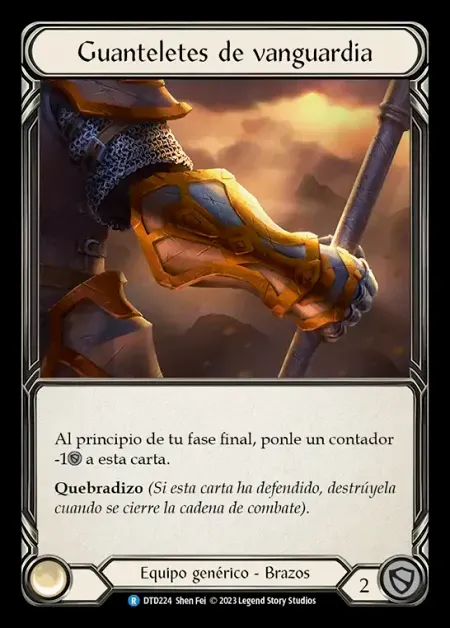 Guanteletes de vanguardia
Al principio de tu fase final, ponle un contador
-1 a esta carta.
Quebradizo (Si esta carta ha defendido, destrúyela
cuando se cierre la cadena de combate).
Equipo genérico - Brazos
2
R DTD224 Shen Fei © 2023 Legend Story Studios